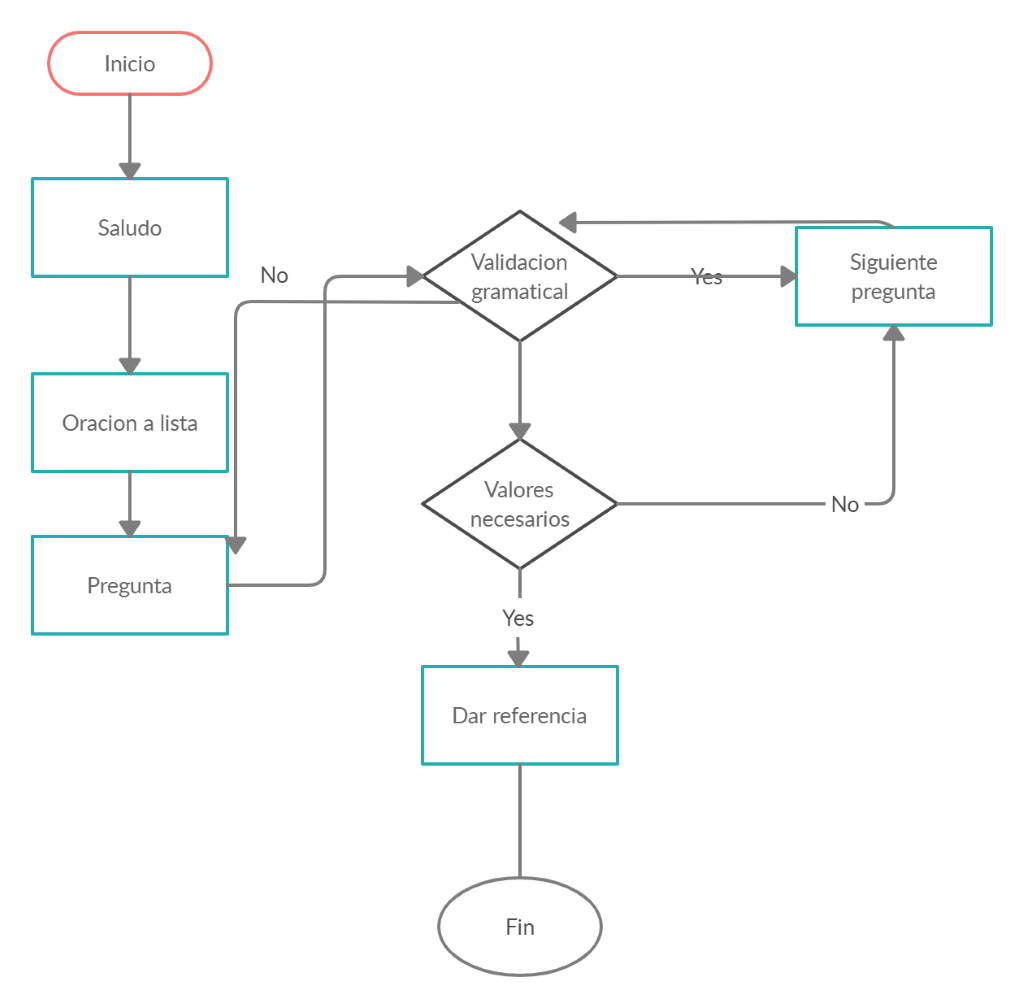 Inicio
Saludo
No
Validacion
gramatical
Yes
Siguiente
pregunta
Oracion a lista
Valores
necesarios
No
Pregunta
Yes
Dar referencia
Fin